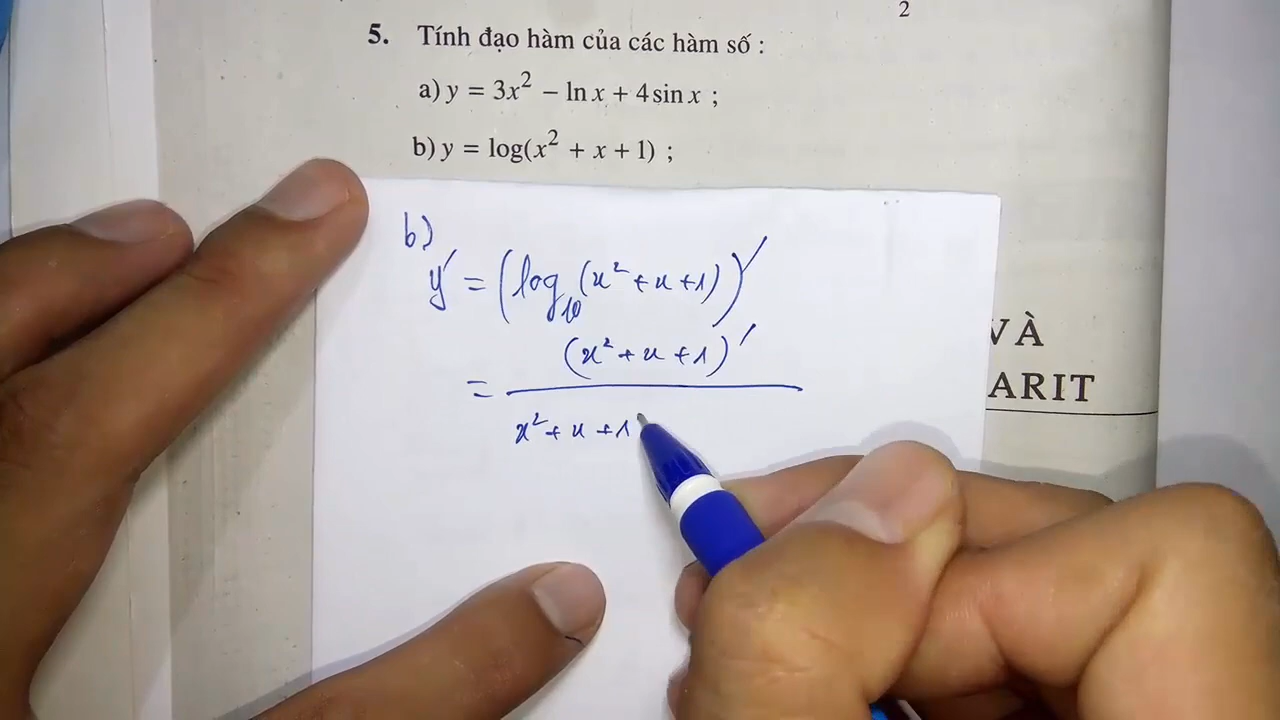 2
5. Tính đạo hàm của các hàm số :
a) y = 3x² − ln x + 4 sin x ;
b) y = log(x² + x + 1) ;
b)
y' = (log₁₀(x² + x + 1))'
(x² + x + 1)'
=
x² + x + 1
VÀ
ARIT